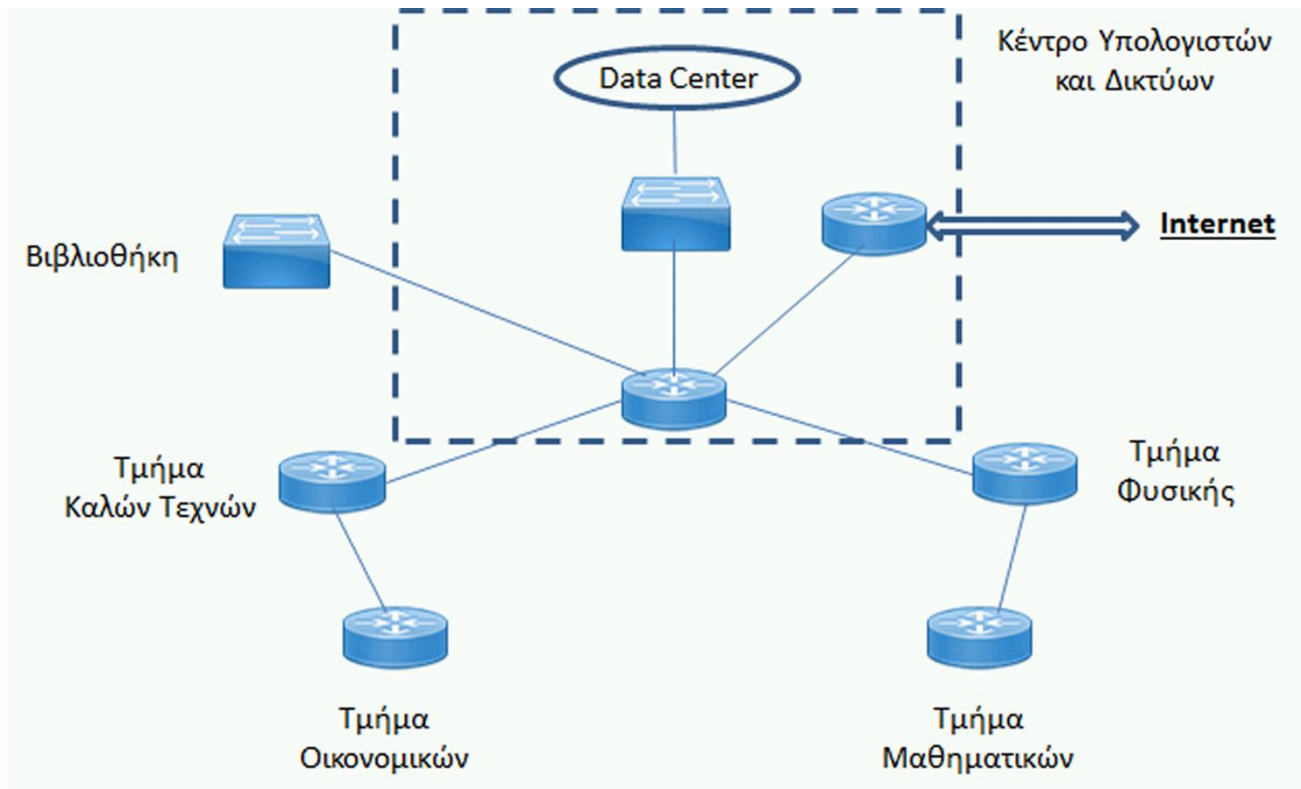 Κέντρο Υπολογιστών
και Δικτύων
Data Center
Internet
Βιβλιοθήκη
Τμήμα
Καλών Τεχνών
Τμήμα
Φυσικής
Τμήμα
Οικονομικών
Τμήμα
Μαθηματικών